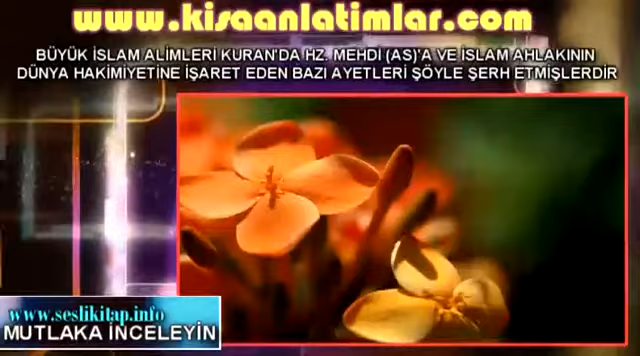 www.kisaanlatimlar.com
BÜYÜK İSLAM ALİMLERİ KURAN'DA HZ. MEHDİ (AS)'A VE İSLAM AHLAKININ
DÜNYA HAKİMİYETİNE İŞARET EDEN BAZI AYETLERİ ŞÖYLE ŞERH ETMİŞLERDİR
www.seslikitap.info
MUTLAKA İNCELEYİN